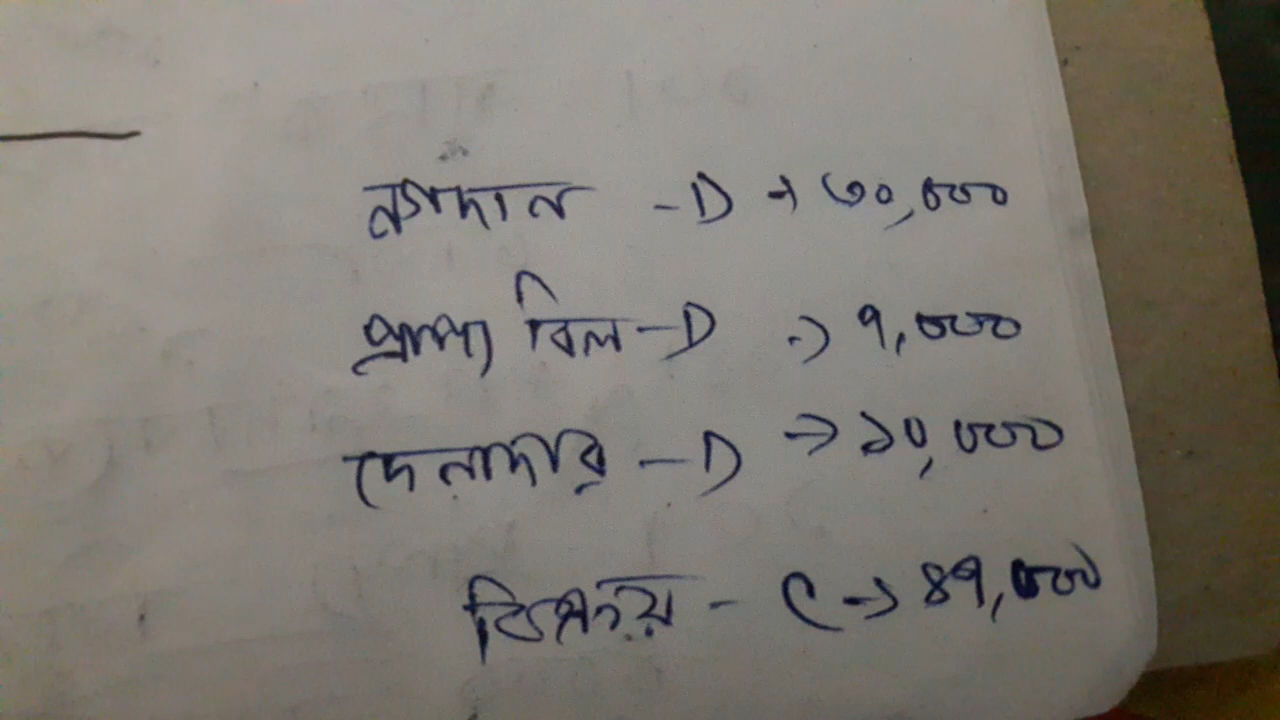 নগদান -D → ৩০,০০০
প্রাপ্য বিল -D → ৭,০০০
দেনাদার -D → ১০,০০০
বিক্রয় - C → ৪৭,০০০